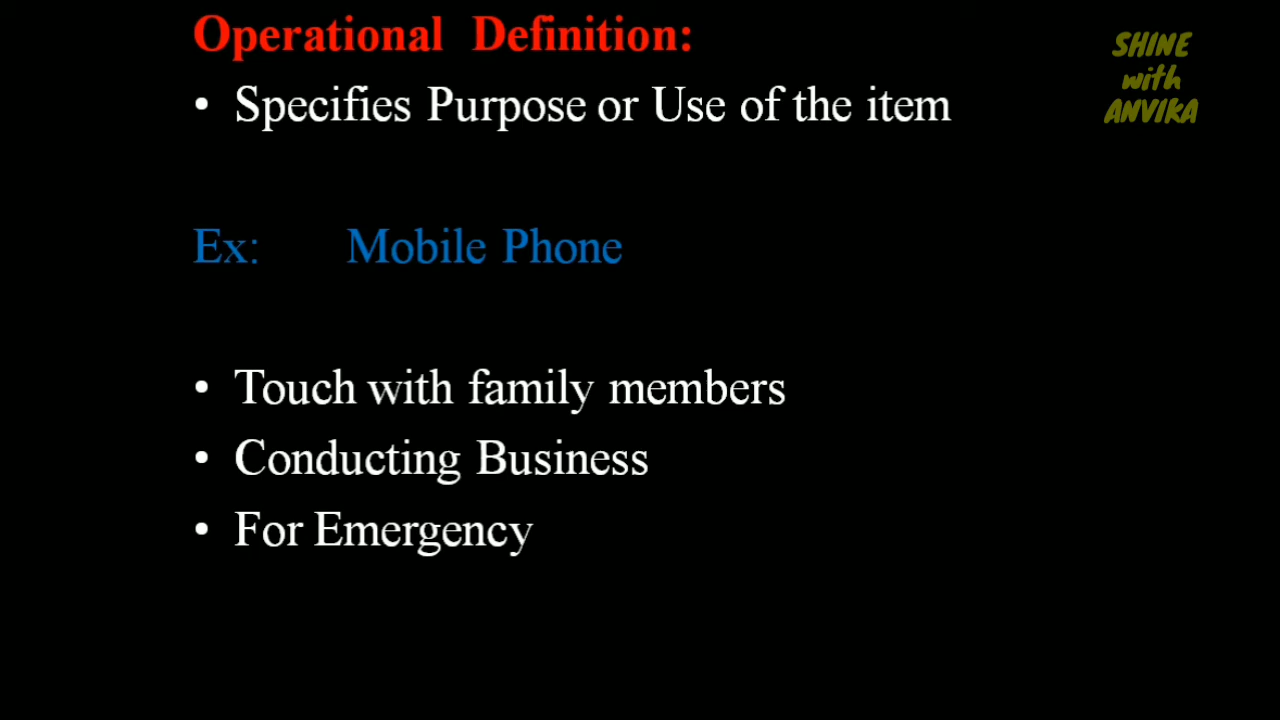 Operational Definition:
• Specifies Purpose or Use of the item
Ex: Mobile Phone
• Touch with family members
• Conducting Business
• For Emergency
SHINE
with
ANVIKA